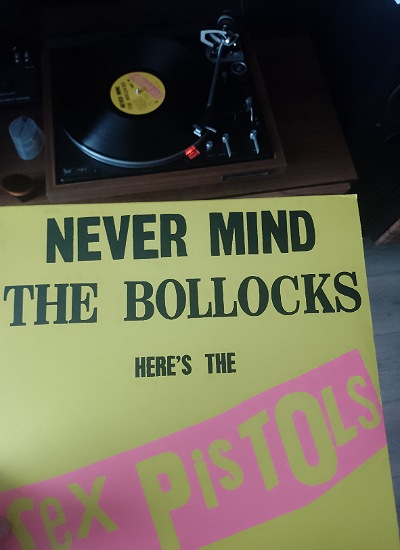 NEVER MIND
THE BOLLOCKS
HERE'S THE
Sex PiSTOLs